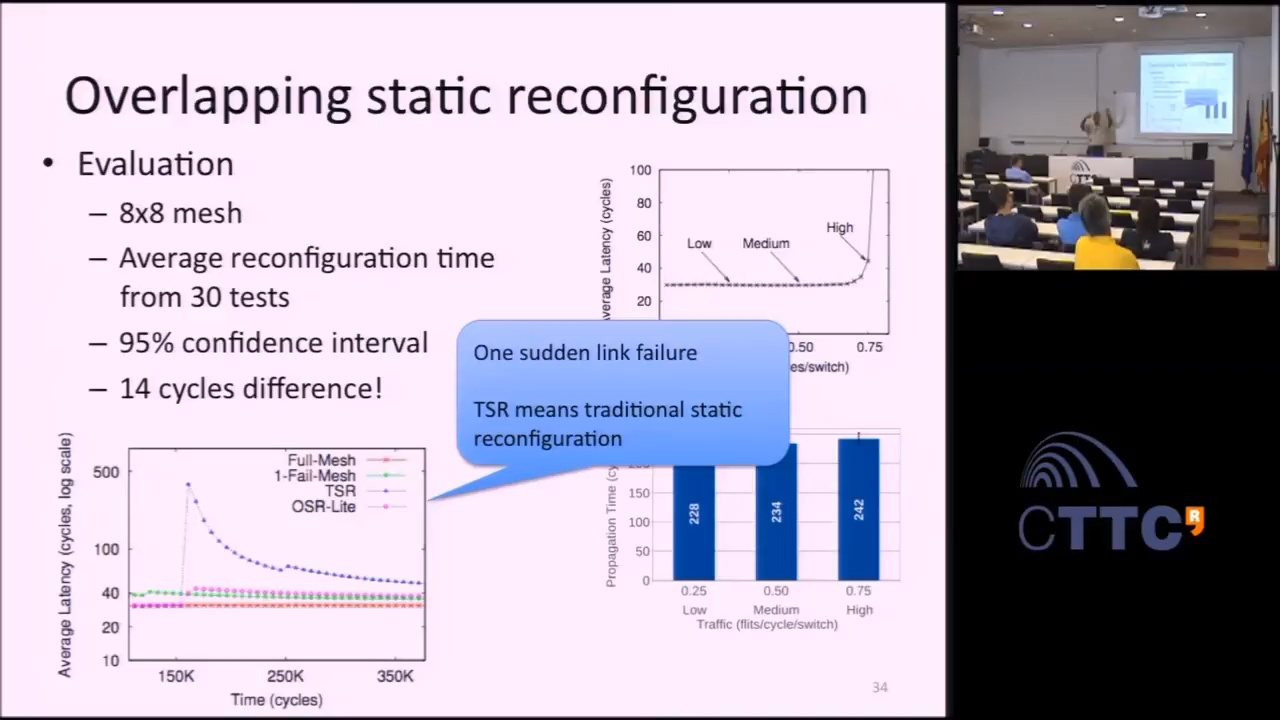 Overlapping static reconfiguration
• Evaluation
– 8x8 mesh
– Average reconfiguration time
from 30 tests
– 95% confidence interval
– 14 cycles difference!
100
80
60
40
20
Average Latency (cycles)
Low
Medium
High
0.50
0.75
es/switch)
One sudden link failure
TSR means traditional static
reconfiguration
Average Latency (cycles, log scale)
500
100
40
20
10
Full-Mesh
1-Fail-Mesh
TSR
OSR-Lite
150K
250K
350K
Time (cycles)
Propagation Time (cy
150
100
50
0
228
234
242
0.25
0.50
0.75
Low
Medium
High
Traffic (flits/cycle/switch)
34
CTTC
CTTC R